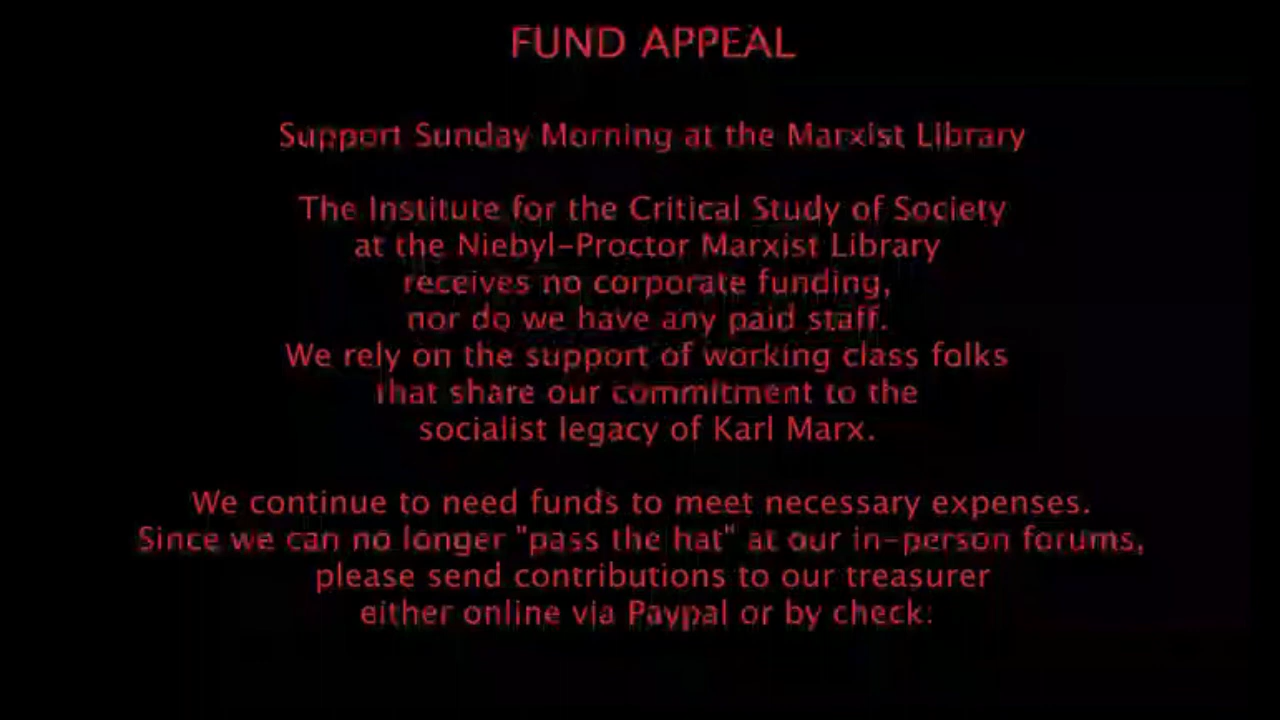 FUND APPEAL
Support Sunday Morning at the Marxist Library
The Institute for the Critical Study of Society
at the Niebyl-Proctor Marxist Library
receives no corporate funding,
nor do we have any paid staff.
We rely on the support of working class folks
that share our commitment to the
socialist legacy of Karl Marx.
We continue to need funds to meet necessary expenses.
Since we can no longer "pass the hat" at our in-person forums,
please send contributions to our treasurer
either online via Paypal or by check: